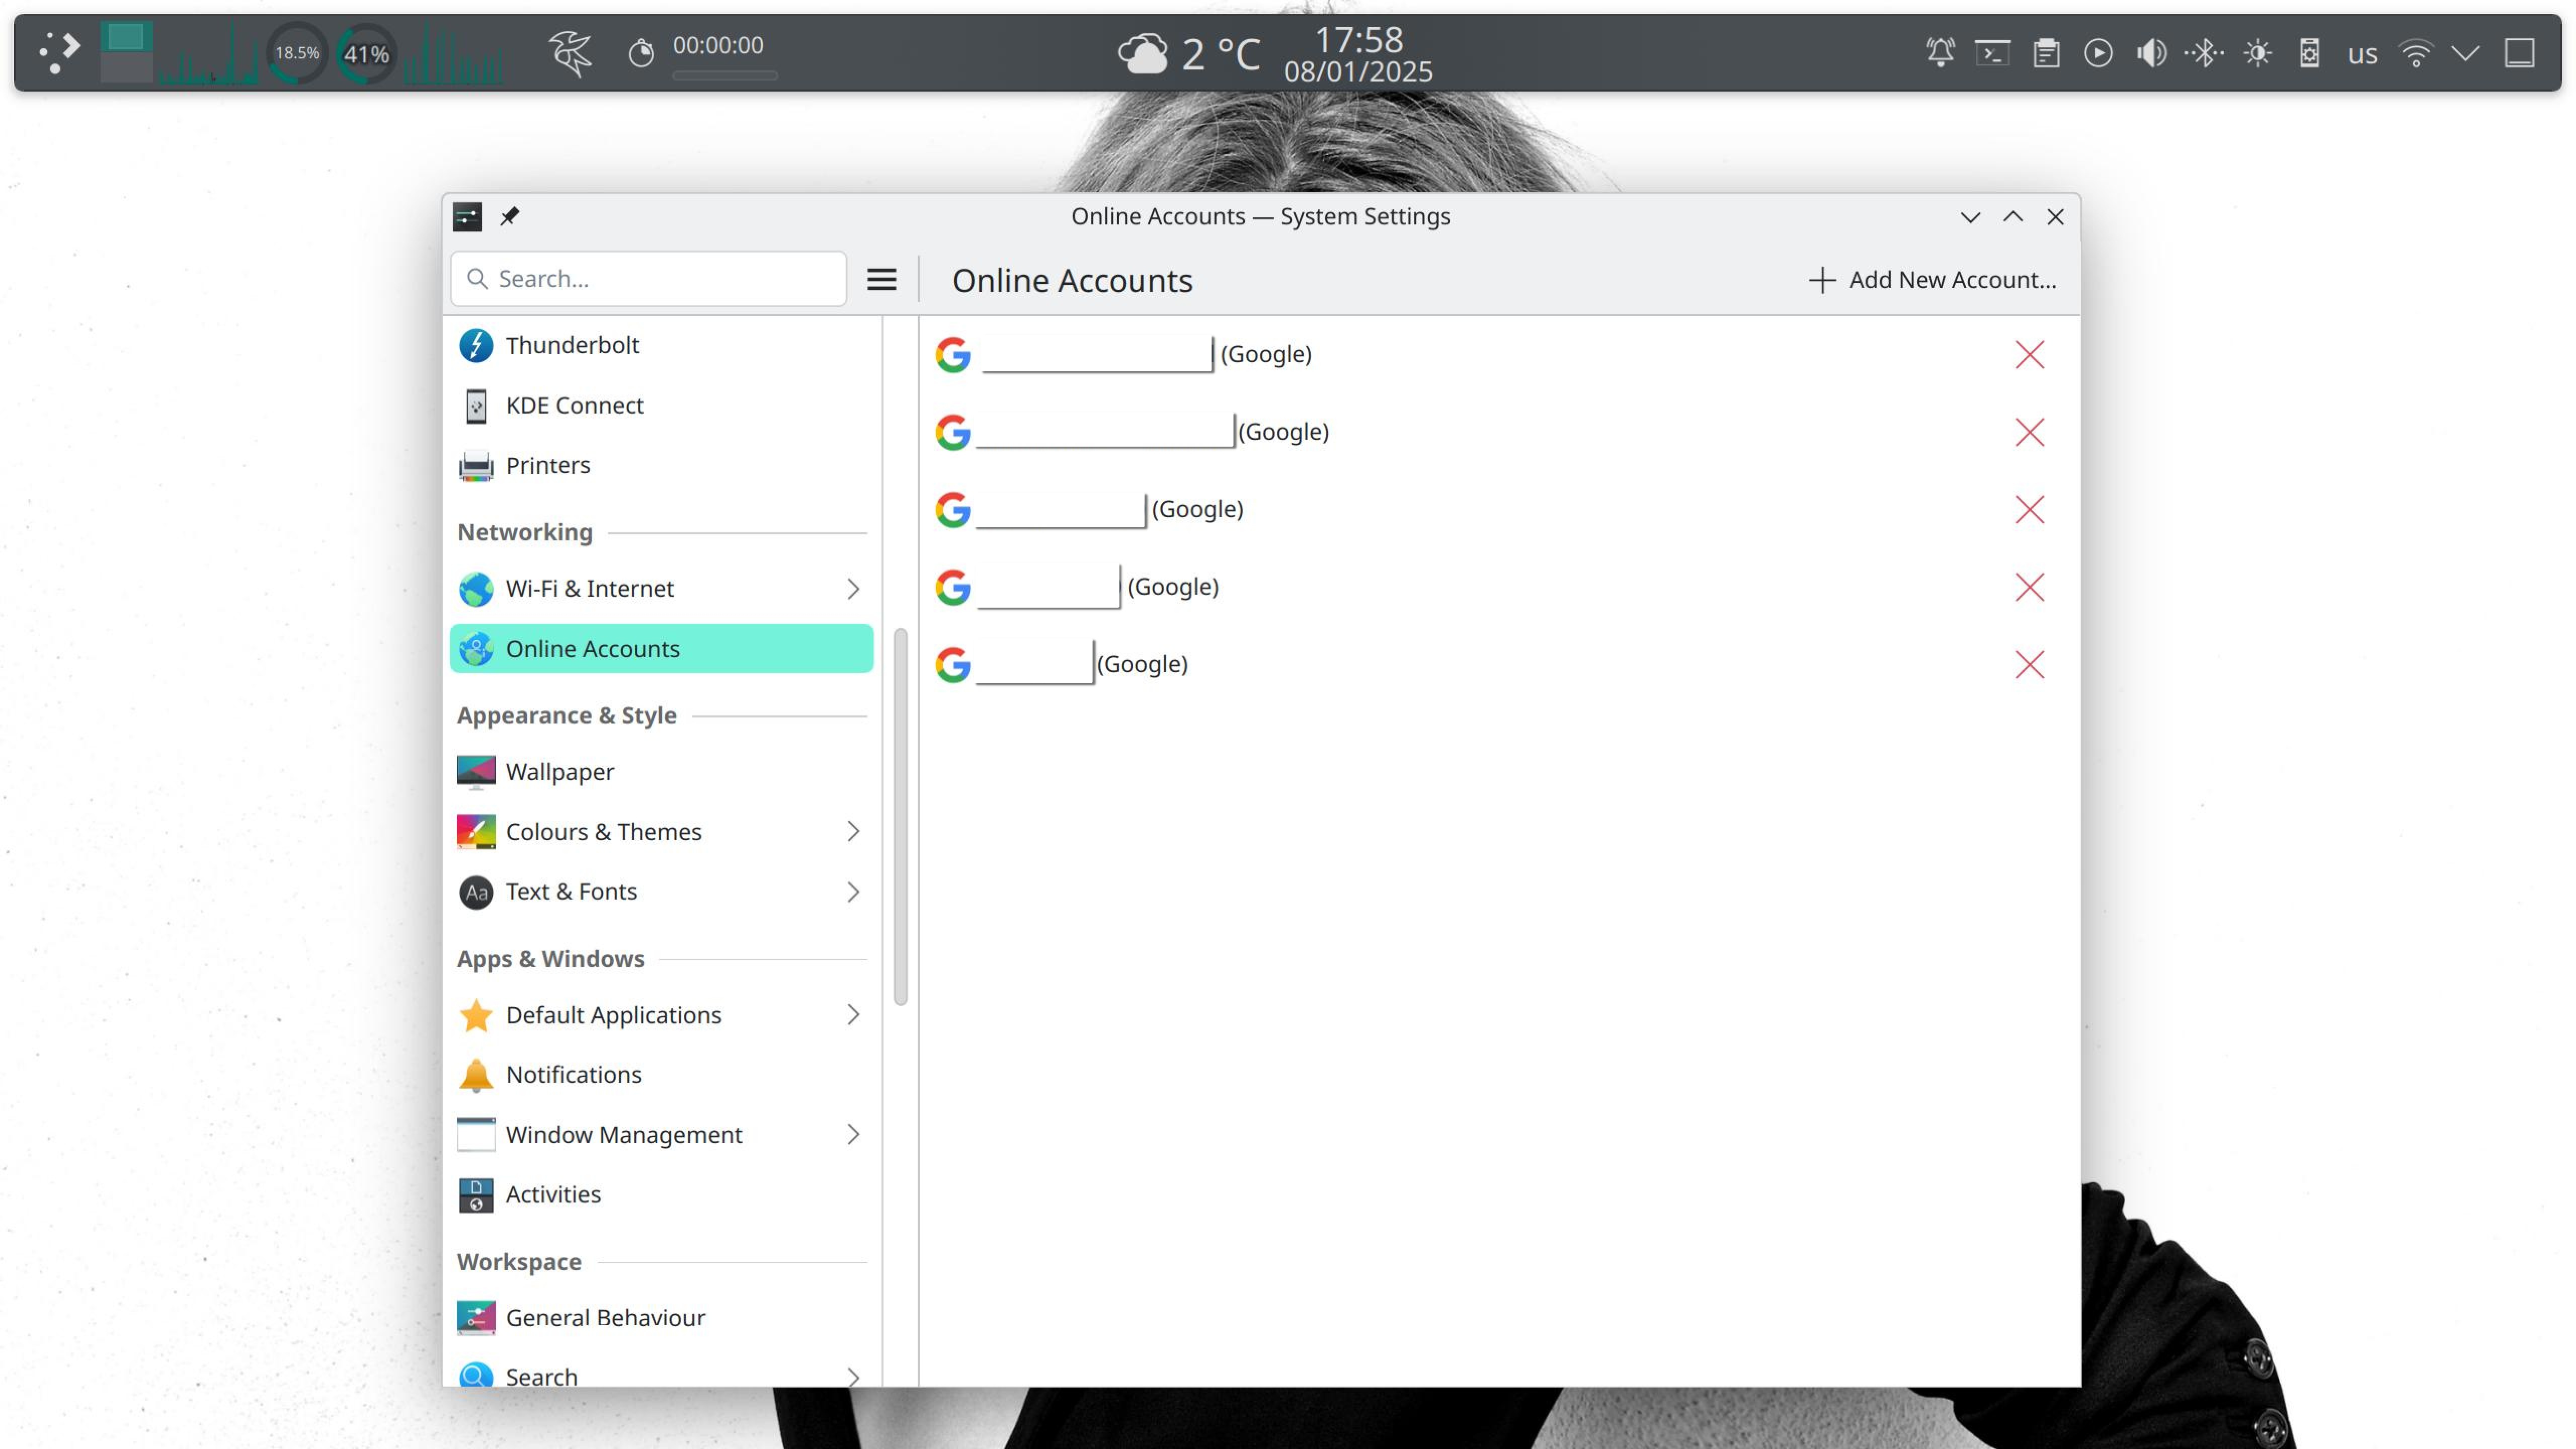 18.5%
41%
00:00:00
2 °C
17:58
08/01/2025
us
Online Accounts — System Settings
Search...
Online Accounts
Add New Account...
Thunderbolt
KDE Connect
Printers
Networking
Wi-Fi & Internet
Online Accounts
Appearance & Style
Wallpaper
Colours & Themes
Aa
Text & Fonts
Apps & Windows
Default Applications
Notifications
Window Management
Activities
Workspace
General Behaviour
Search
(Google)
(Google)
(Google)
(Google)
(Google)